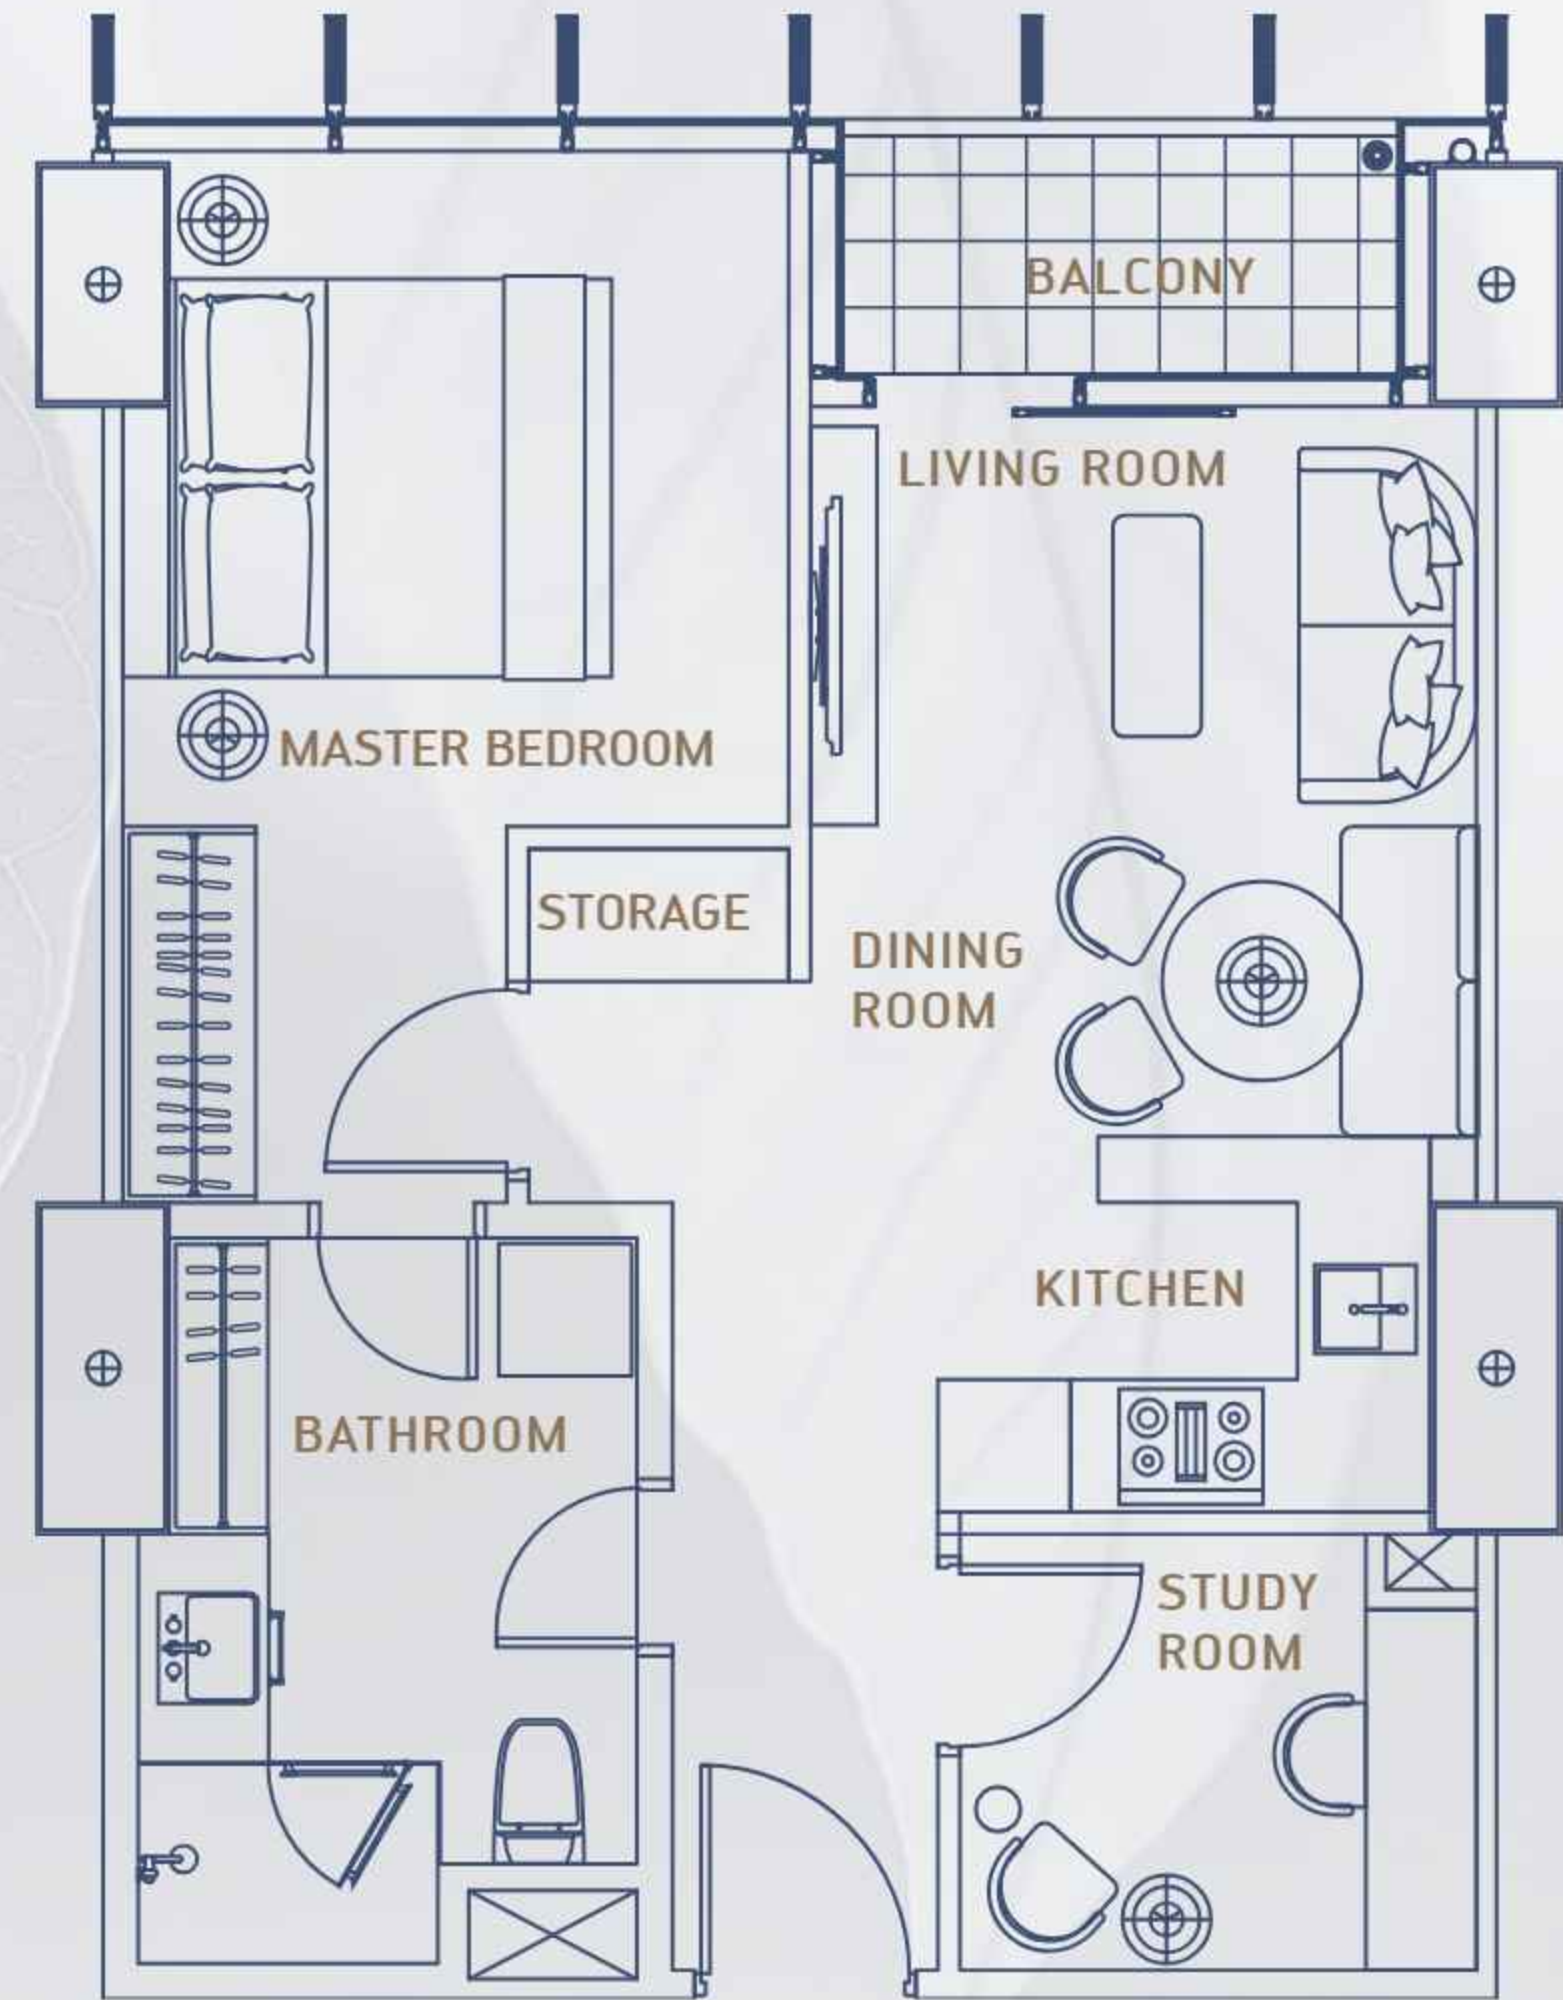 BALCONY
LIVING ROOM
MASTER BEDROOM
STORAGE
DINING
ROOM
KITCHEN
BATHROOM
STUDY
ROOM